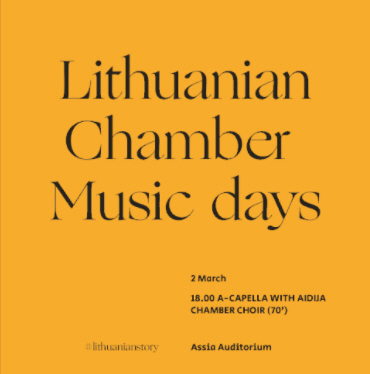 Lithuanian
Chamber
Music days
2 March
18.00 A-CAPELLA WITH AIDIJA
CHAMBER CHOIR (70')
#lithuanianstory
Assia Auditorium